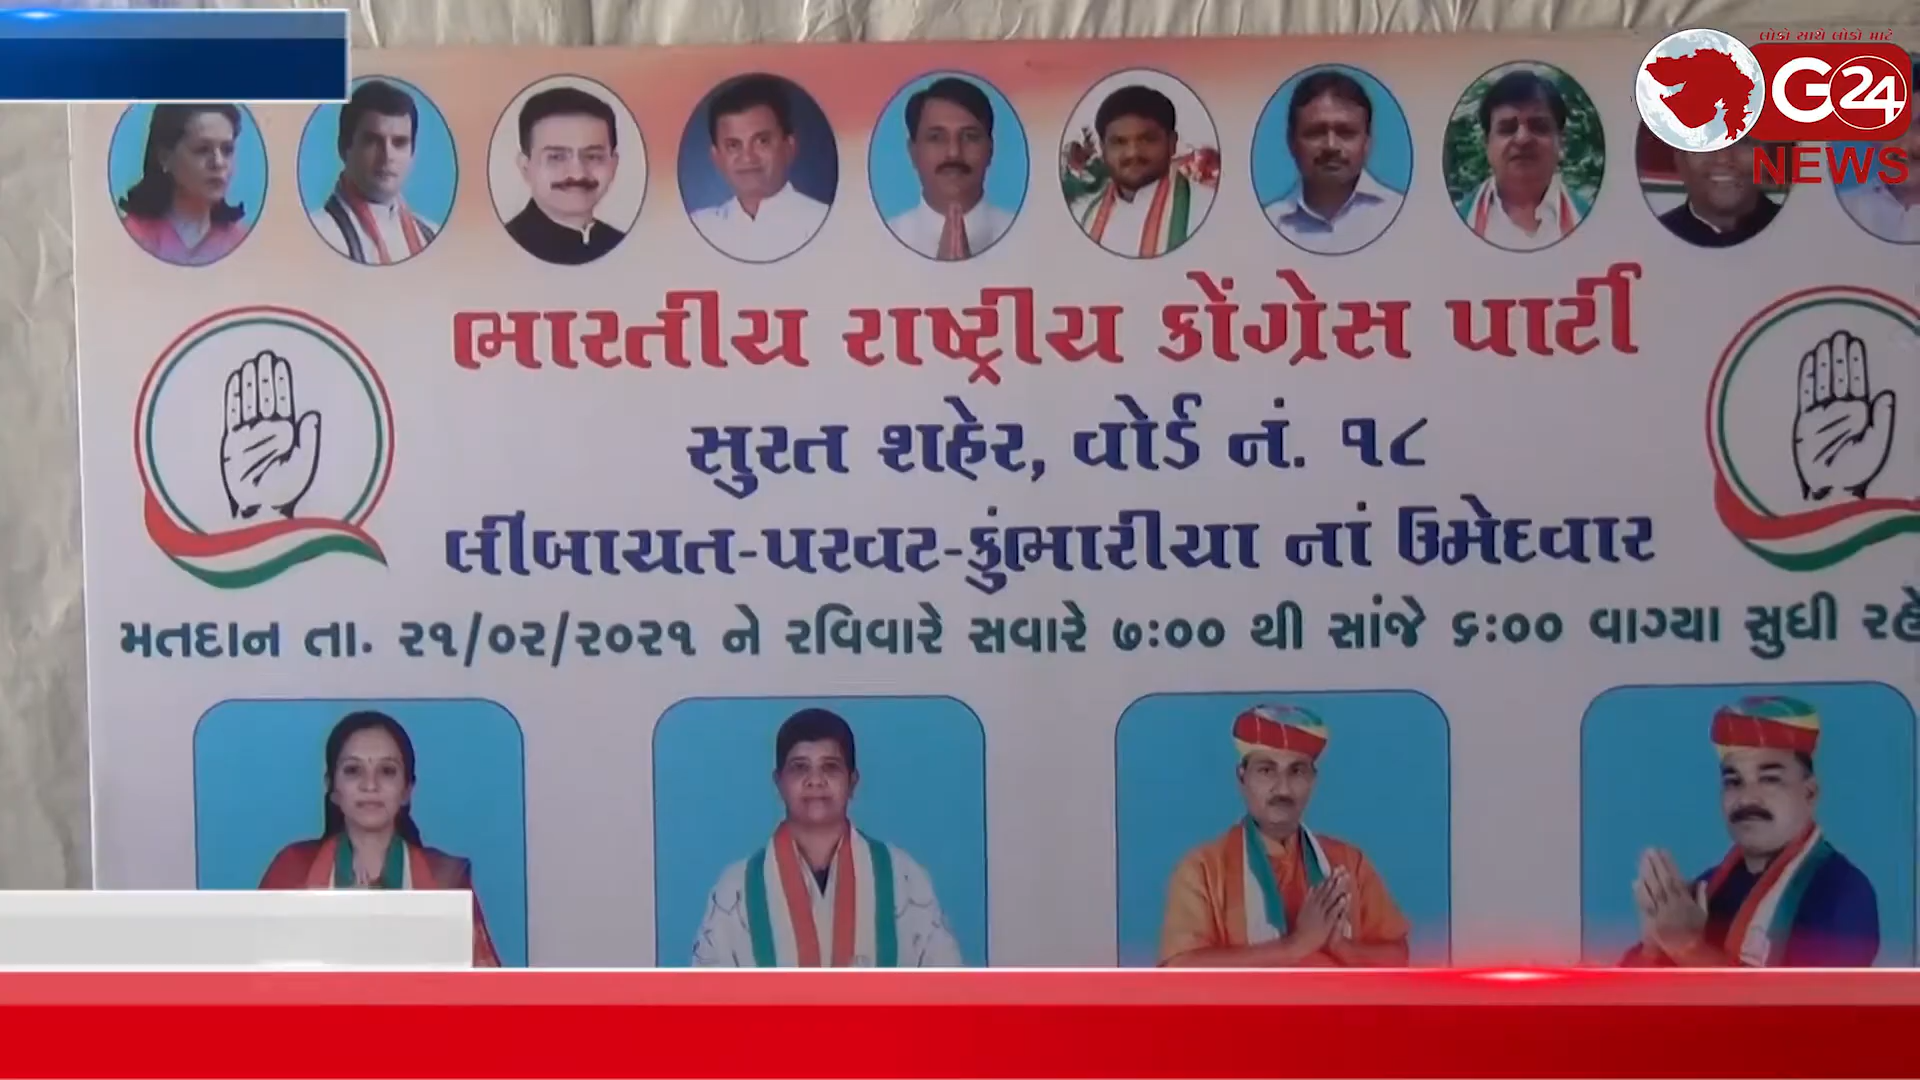 લોકો સાથે લોકો માટે
G24
NEWS
ભારતીય રાષ્ટ્રીય કોંગ્રેસ પાર્ટી
સુરત શહેર, વોર્ડ નં. ૧૮
લીંબાયત-પરવટ-કુંભારીયા નાં ઉમેદવાર
મતદાન તા. ૨૧/૦૨/૨૦૨૧ ને રવિવારે સવારે ૭:૦૦ થી સાંજે ૬:૦૦ વાગ્યા સુધી રહે